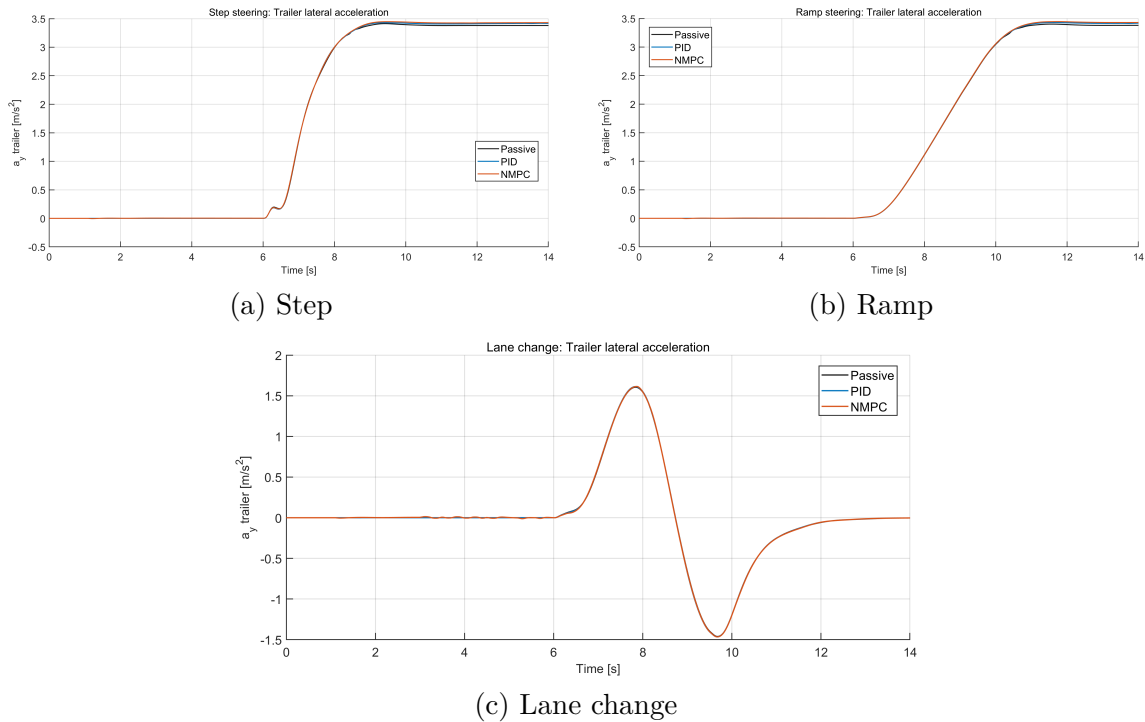 Step steering: Trailer lateral acceleration
3.5
3
2.5
2
1.5
1
0.5
0
-0.5
a_y trailer [m/s²]
Passive
PID
NMPC
0 2 4 6 8 10 12 14
Time [s]
(a) Step
Ramp steering: Trailer lateral acceleration
3.5
3
2.5
2
1.5
1
0.5
0
-0.5
a_y trailer [m/s²]
Passive
PID
NMPC
0 2 4 6 8 10 12 14
Time [s]
(b) Ramp
Lane change: Trailer lateral acceleration
2
1.5
1
0.5
0
-0.5
-1
-1.5
a_y trailer [m/s²]
Passive
PID
NMPC
0 2 4 6 8 10 12 14
Time [s]
(c) Lane change